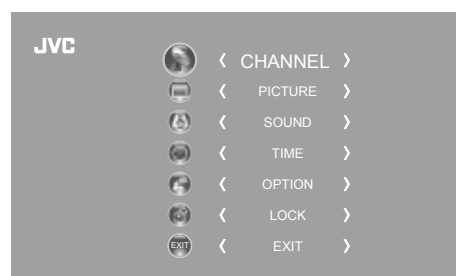 JVC
CHANNEL
PICTURE
SOUND
TIME
OPTION
LOCK
EXIT EXIT